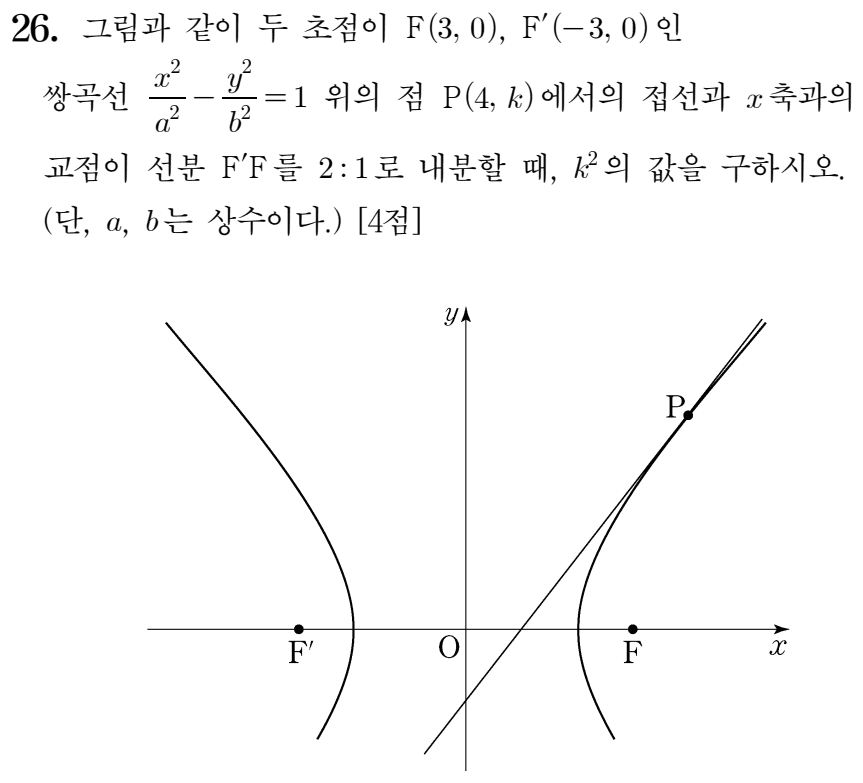 26. 그림과 같이 두 초점이 F(3, 0), F′(−3, 0)인
쌍곡선 x²/a² − y²/b² = 1 위의 점 P(4, k)에서의 접선과 x축과의
교점이 선분 F′F를 2:1로 내분할 때, k²의 값을 구하시오.
(단, a, b는 상수이다.) [4점]
y
P
F′
O
F
x